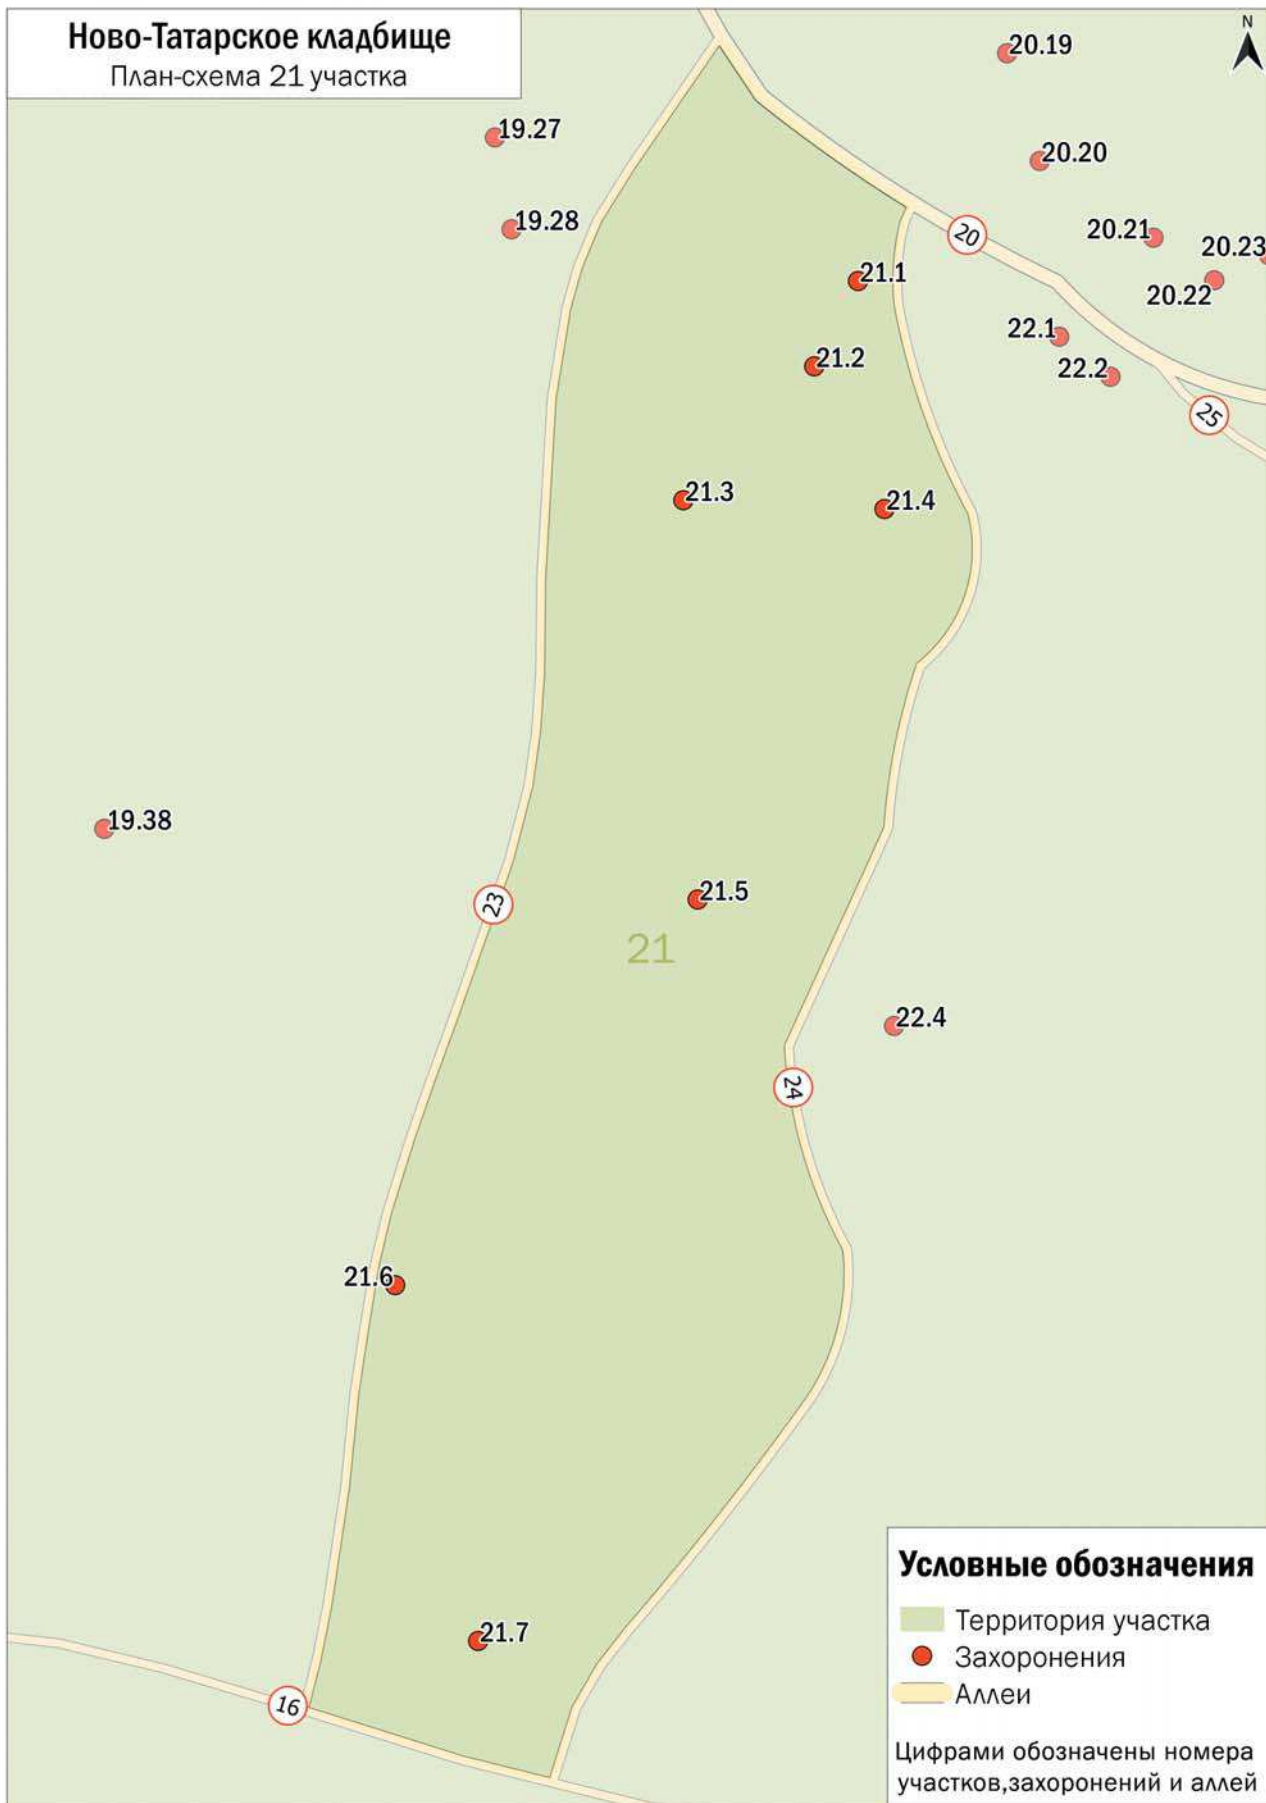 Ново-Татарское кладбище
План-схема 21 участка
N
20.19
19.27
20.20
19.28
20
20.21
20.23
21.1
20.22
22.1
21.2
22.2
25
21.3
21.4
19.38
21.5
23
21
22.4
24
21.6
21.7
16
Условные обозначения
Территория участка
Захоронения
Аллеи
Цифрами обозначены номера
участков,захоронений и аллей